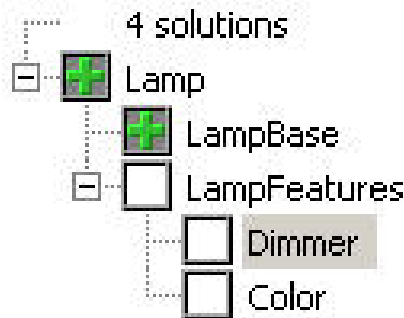 4 solutions
Lamp
LampBase
LampFeatures
Dimmer
Color